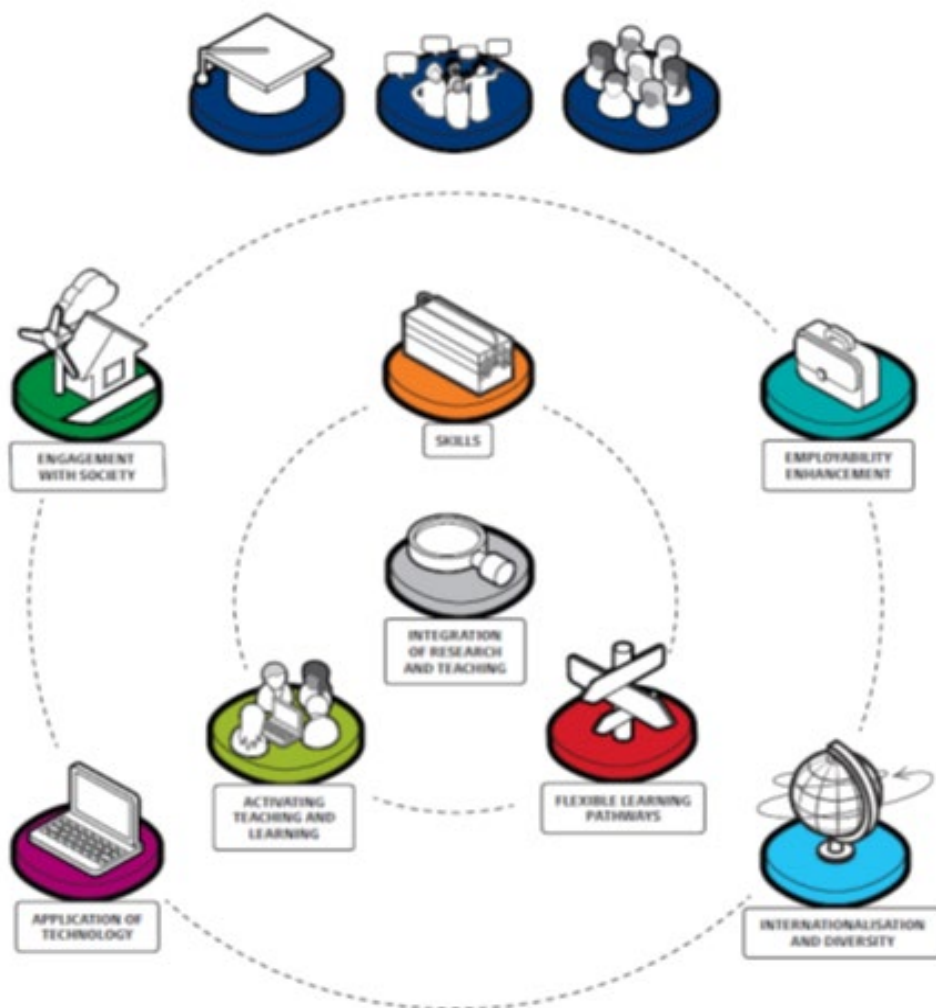 ENGAGEMENT
WITH SOCIETY
SKILLS
EMPLOYABILITY
ENHANCEMENT
INTEGRATION
OF RESEARCH
AND TEACHING
ACTIVATING
TEACHING AND
LEARNING
FLEXIBLE LEARNING
PATHWAYS
APPLICATION OF
TECHNOLOGY
INTERNATIONALISATION
AND DIVERSITY